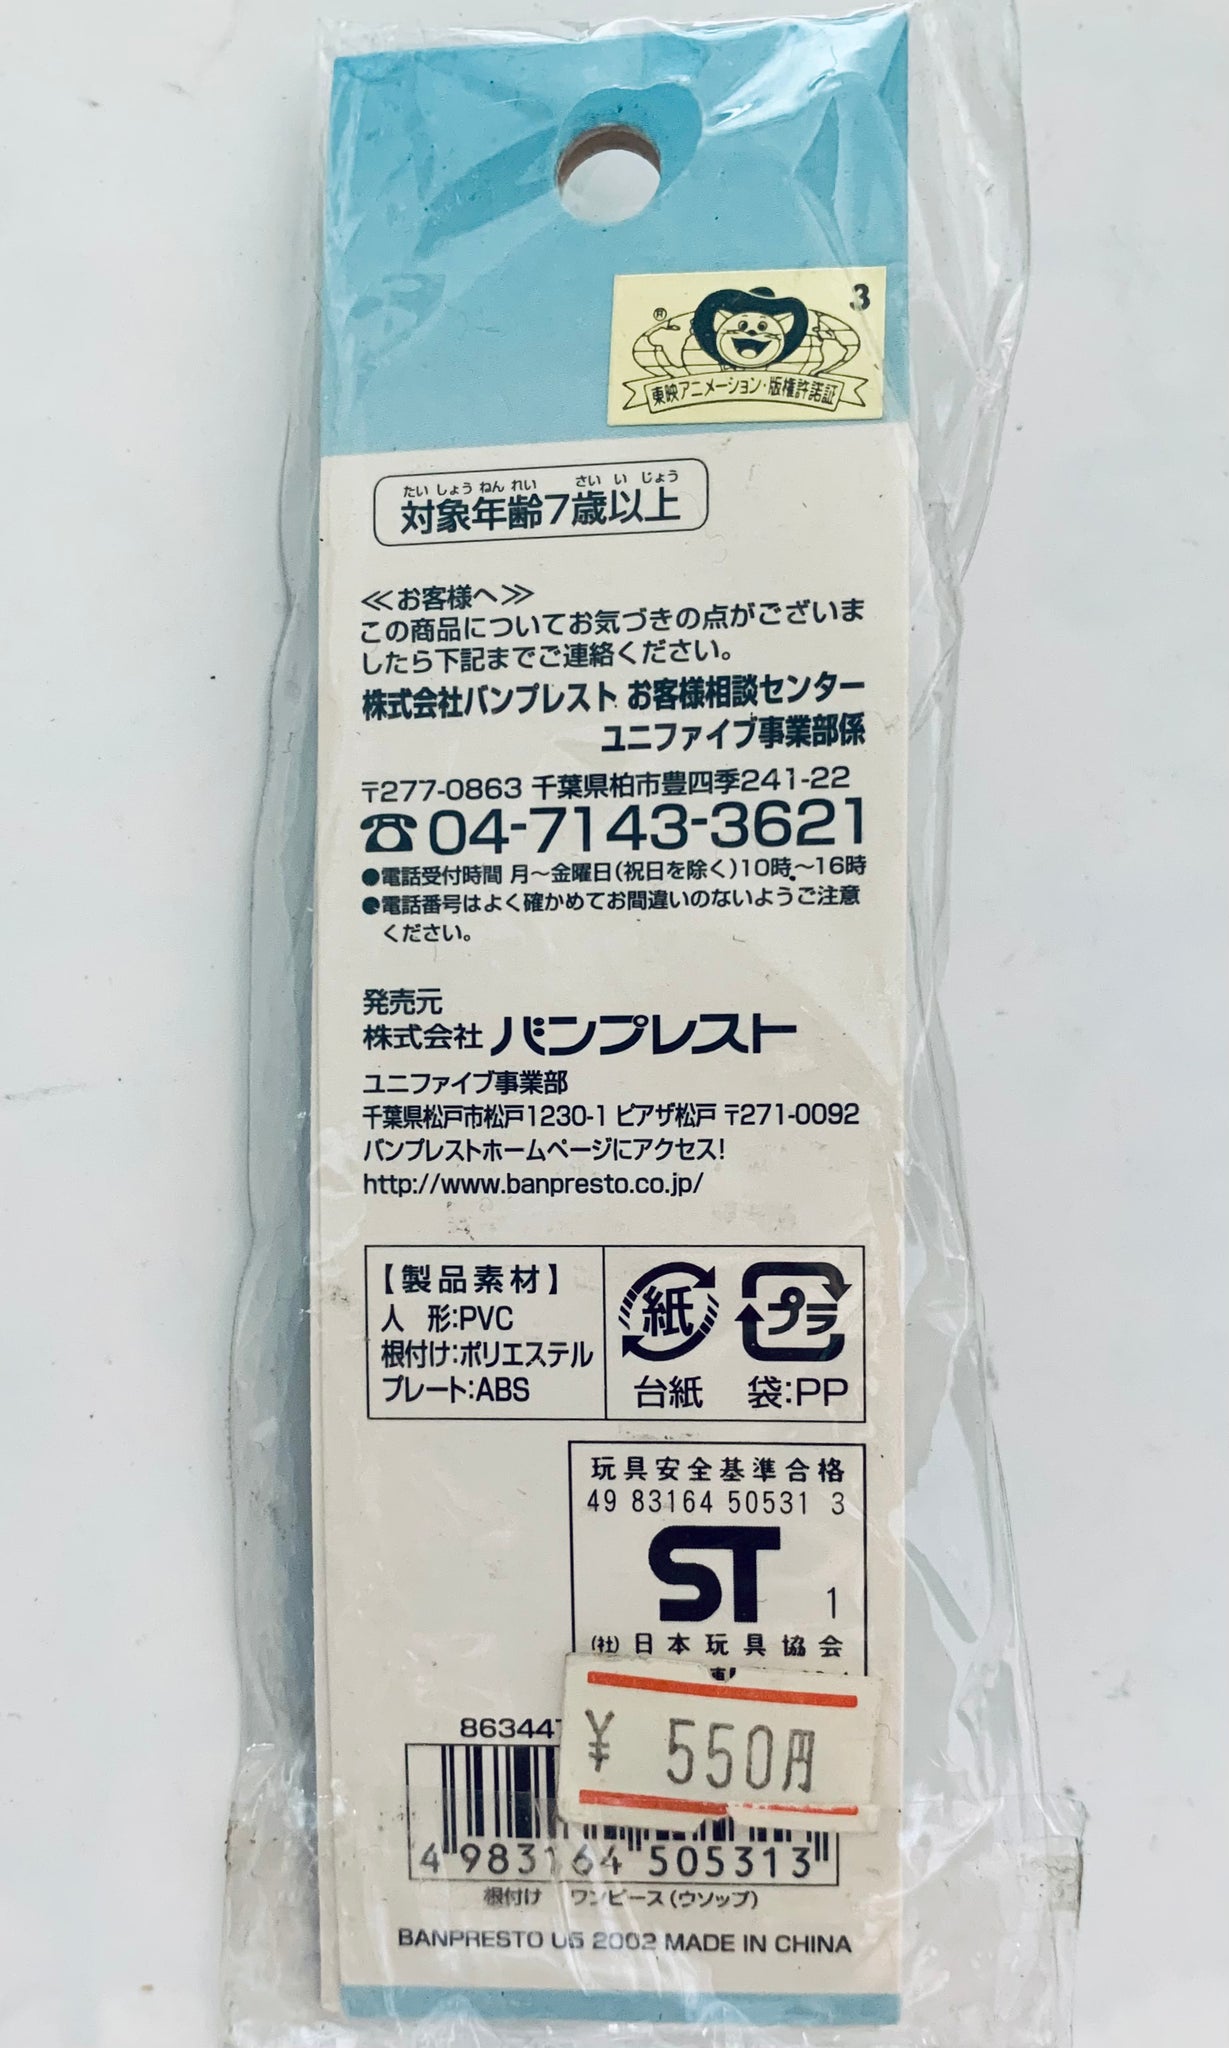 3
®
東映アニメーション・版権許諾証
たいしょうねんれい さいいじょう
対象年齢7歳以上
≪お客様へ≫
この商品についてお気づきの点がございま
したら下記までご連絡ください。
株式会社バンプレスト お客様相談センター
ユニファイブ事業部係
〒277-0863 千葉県柏市豊四季241-22
☎04-7143-3621
●電話受付時間 月～金曜日(祝日を除く)10時～16時
●電話番号はよく確かめてお間違いのないようご注意
ください。
発売元
株式会社 バンプレスト
ユニファイブ事業部
千葉県松戸市松戸1230-1 ピアザ松戸 〒271-0092
バンプレストホームページにアクセス!
http://www.banpresto.co.jp/
【製品素材】
人 形:PVC
根付け:ポリエステル
プレート:ABS
紙 プラ
台紙 袋:PP
玩具安全基準合格
49 83164 50531 3
ST 1
(社)日本玩具協会
¥ 550円
86344
4 983164 505313
根付け ワンピース(ウソップ)
BANPRESTO U5 2002 MADE IN CHINA